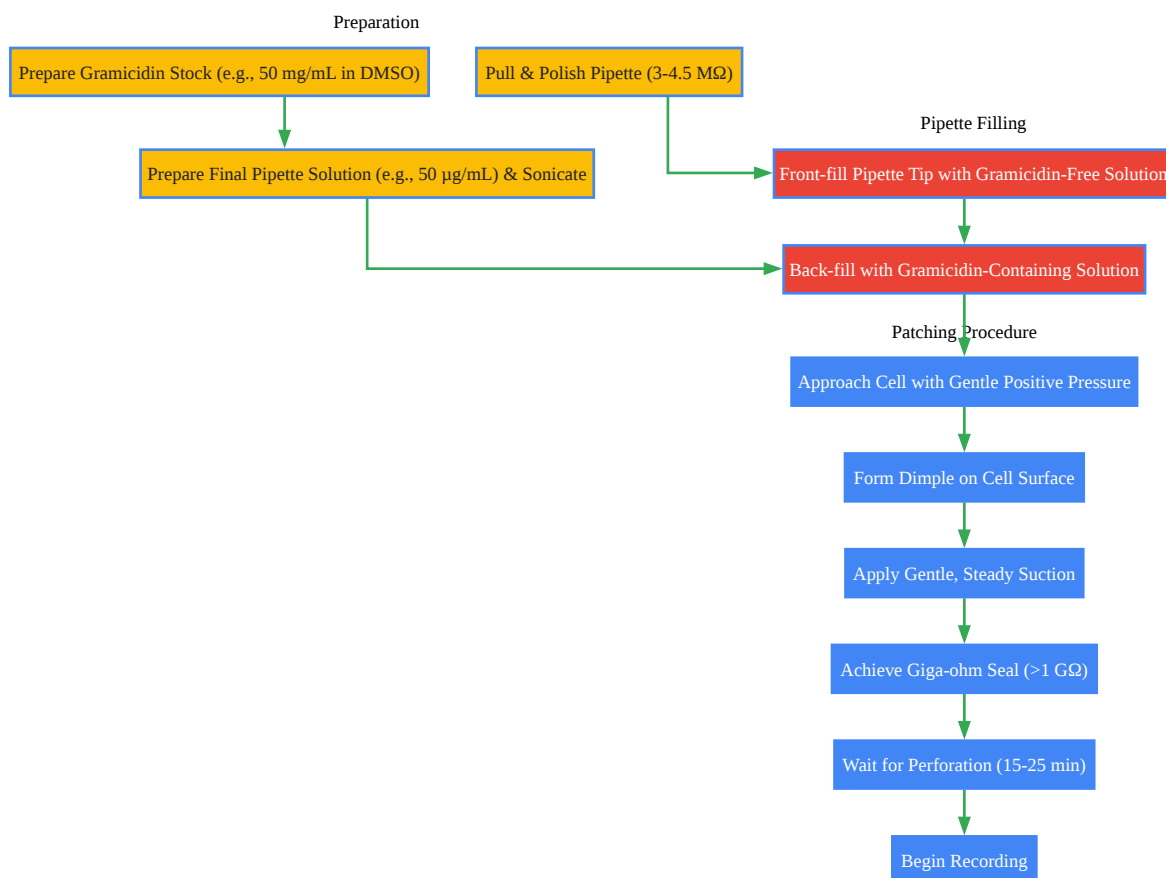 Preparation
Prepare Gramicidin Stock (e.g., 50 mg/mL in DMSO)
Pull & Polish Pipette (3-4.5 MΩ)
Prepare Final Pipette Solution (e.g., 50 µg/mL) & Sonicate
Pipette Filling
Front-fill Pipette Tip with Gramicidin-Free Solution
Back-fill with Gramicidin-Containing Solution
Patching Procedure
Approach Cell with Gentle Positive Pressure
Form Dimple on Cell Surface
Apply Gentle, Steady Suction
Achieve Giga-ohm Seal (>1 GΩ)
Wait for Perforation (15-25 min)
Begin Recording